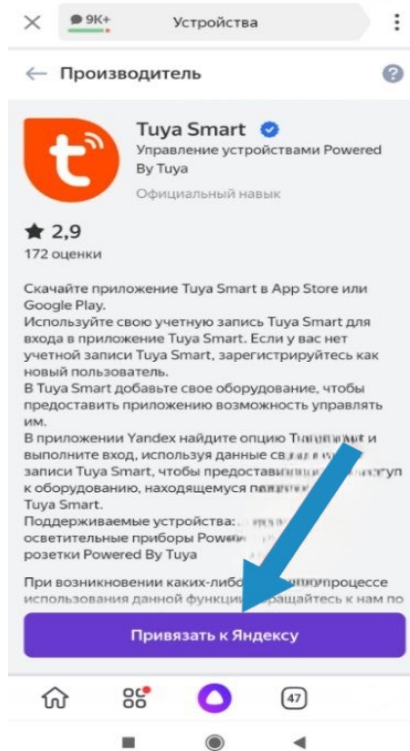 9K+ Устройства
Производитель
Tuya Smart
Управление устройствами Powered
By Tuya
Официальный навык
2,9
172 оценки
Скачайте приложение Tuya Smart в App Store или
Google Play.
Используйте свою учетную запись Tuya Smart для
входа в приложение Tuya Smart. Если у вас нет
учетной записи Tuya Smart, зарегистрируйтесь как
новый пользователь.
В Tuya Smart добавьте свое оборудование, чтобы
предоставить приложению возможность управлять
им.
В приложении Yandex найдите опцию и
выполните вход, используя данные
записи Tuya Smart, чтобы
к оборудованию, находящемуся
Tuya Smart.
Поддерживаемые устройства:
осветительные приборы
розетки Powered By Tuya
При возникновении каких-либо процессе
использования данной функции к нам по
Привязать к Яндексу
47